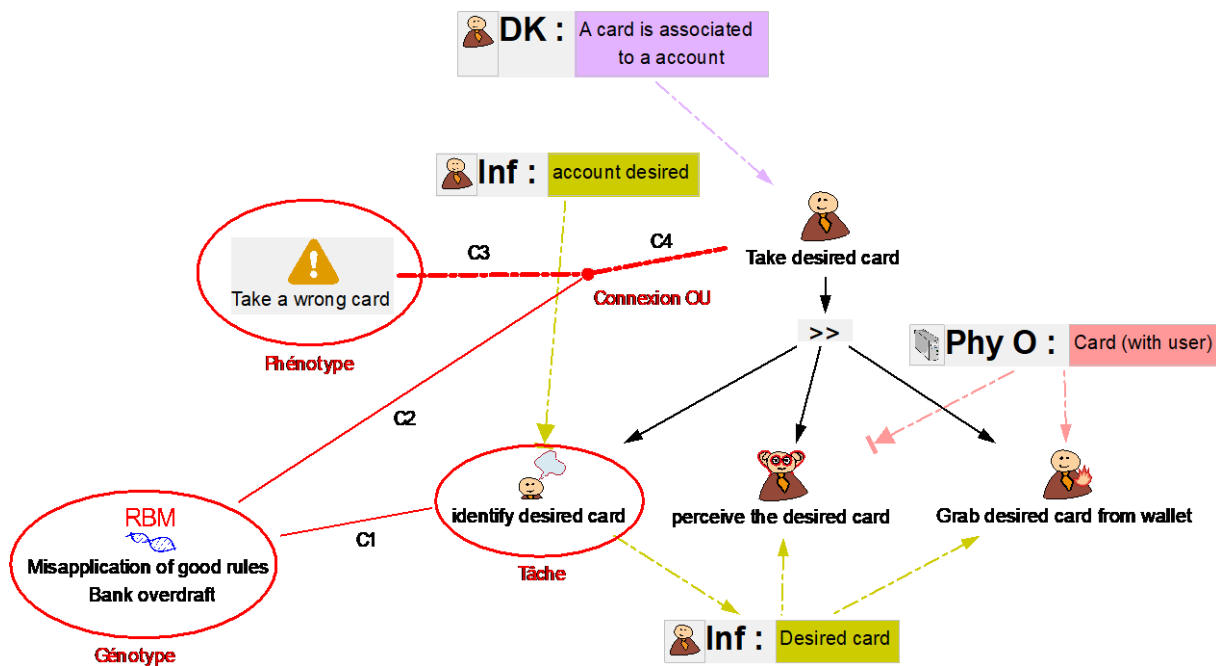 DK : A card is associated
to a account
Inf : account desired
C3
C4
Take desired card
Take a wrong card
Connexion OU
Phénotype
>>
Phy O : Card (with user)
C2
RBM
Misapplication of good rules
Bank overdraft
Génotype
C1
identify desired card
Tâche
perceive the desired card
Grab desired card from wallet
Inf : Desired card